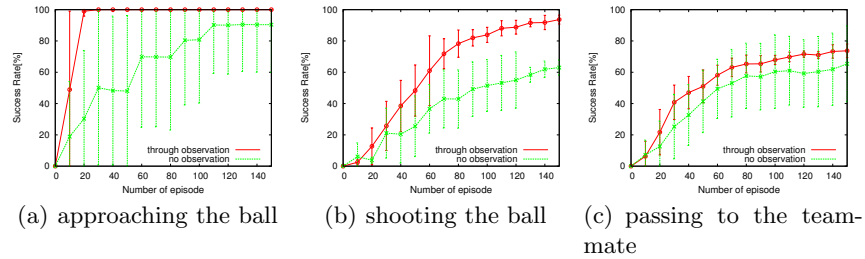 100
80
60
40
20
0
Success Rate[%]
through observation
no observation
0 20 40 60 80 100 120 140
Number of episode
(a) approaching the ball
100
80
60
40
20
0
Success Rate[%]
through observation
no observation
0 20 40 60 80 100 120 140
Number of episode
(b) shooting the ball
100
80
60
40
20
0
Success Rate[%]
through observation
no observation
0 20 40 60 80 100 120 140
Number of episode
(c) passing to the team-
mate